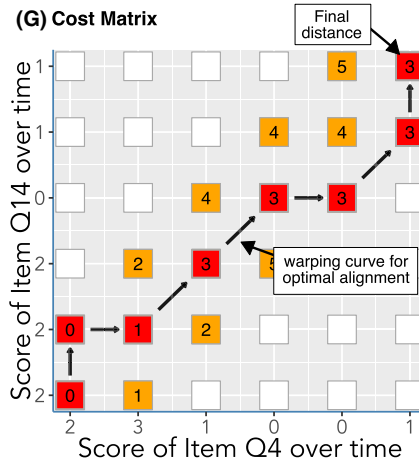 (G) Cost Matrix
Final
distance
Score of Item Q14 over time
1 5 3
1 4 4 3
0 4 3 3
2 2 3 5
warping curve for
optimal alignment
2 0 1 2
2 0 1
2 3 1 0 0 1
Score of Item Q4 over time